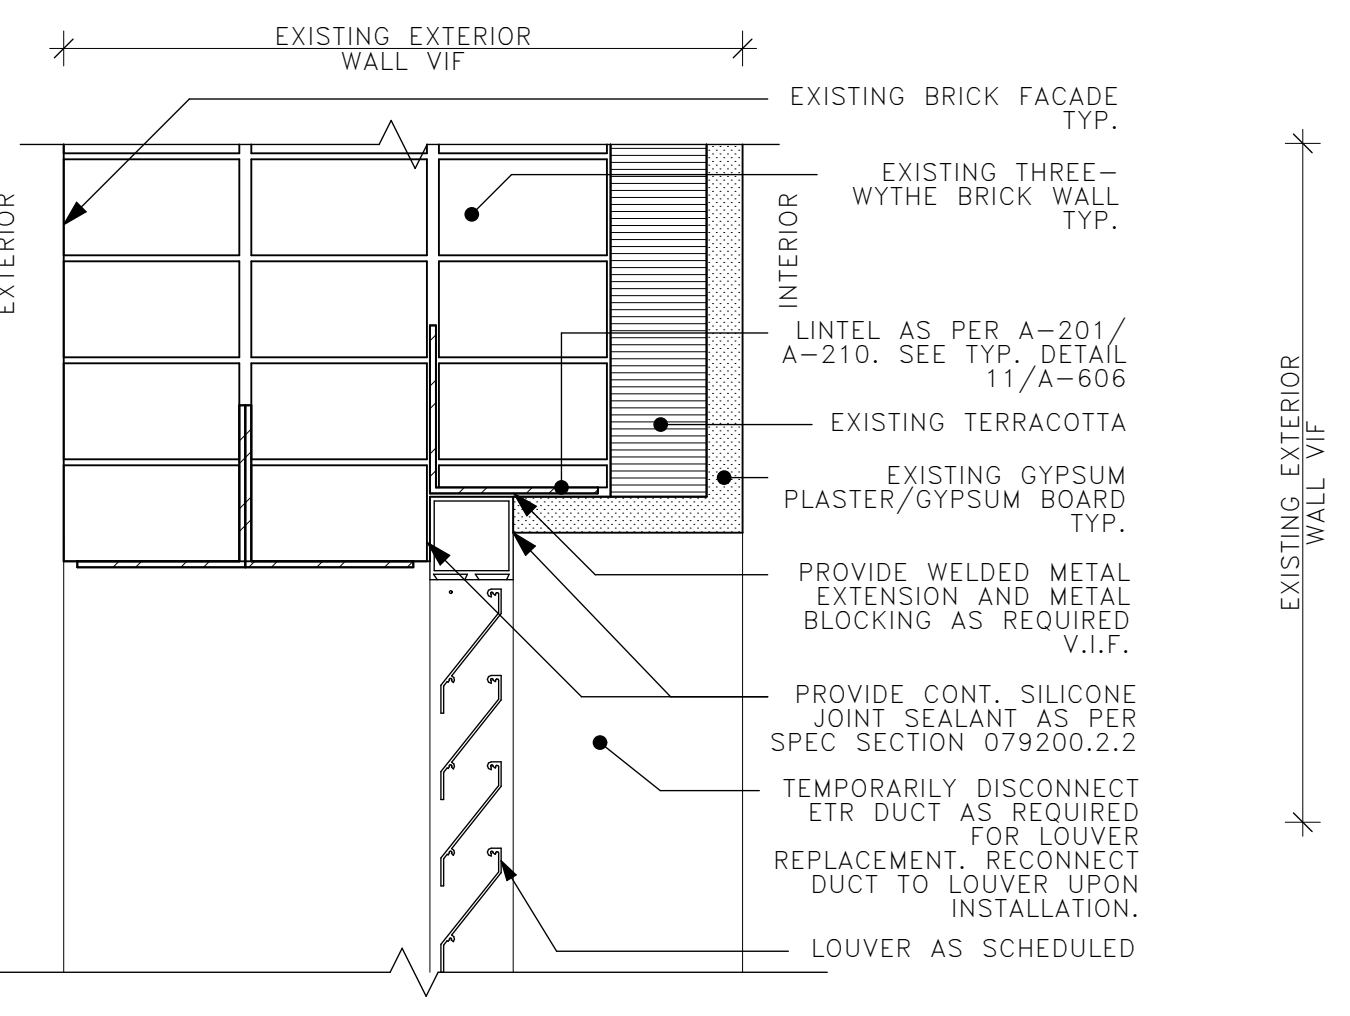 EXISTING EXTERIOR
WALL VIF
EXISTING BRICK FACADE
TYP.
EXISTING THREE-
WYTHE BRICK WALL
TYP.
EXTERIOR
INTERIOR
LINTEL AS PER A-201/
A-210. SEE TYP. DETAIL
11/A-606
EXISTING TERRACOTTA
EXISTING GYPSUM
PLASTER/GYPSUM BOARD
TYP.
PROVIDE WELDED METAL
EXTENSION AND METAL
BLOCKING AS REQUIRED
V.I.F.
PROVIDE CONT. SILICONE
JOINT SEALANT AS PER
SPEC SECTION 079200.2.2
TEMPORARILY DISCONNECT
ETR DUCT AS REQUIRED
FOR LOUVER
REPLACEMENT. RECONNECT
DUCT TO LOUVER UPON
INSTALLATION.
LOUVER AS SCHEDULED
EXISTING EXTERIOR
WALL VIF